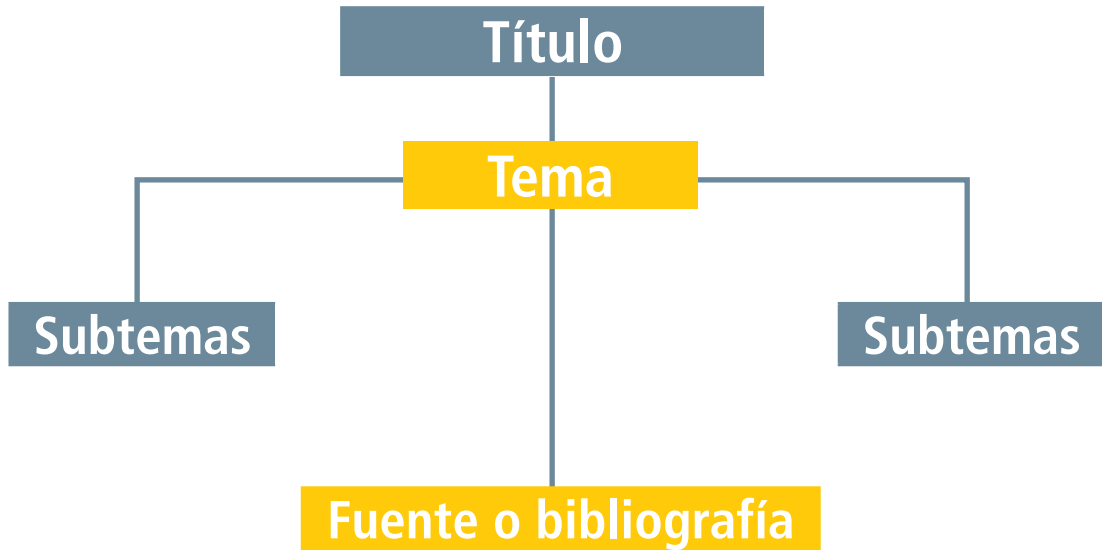 Título
Tema
Subtemas
Subtemas
Fuente o bibliografía